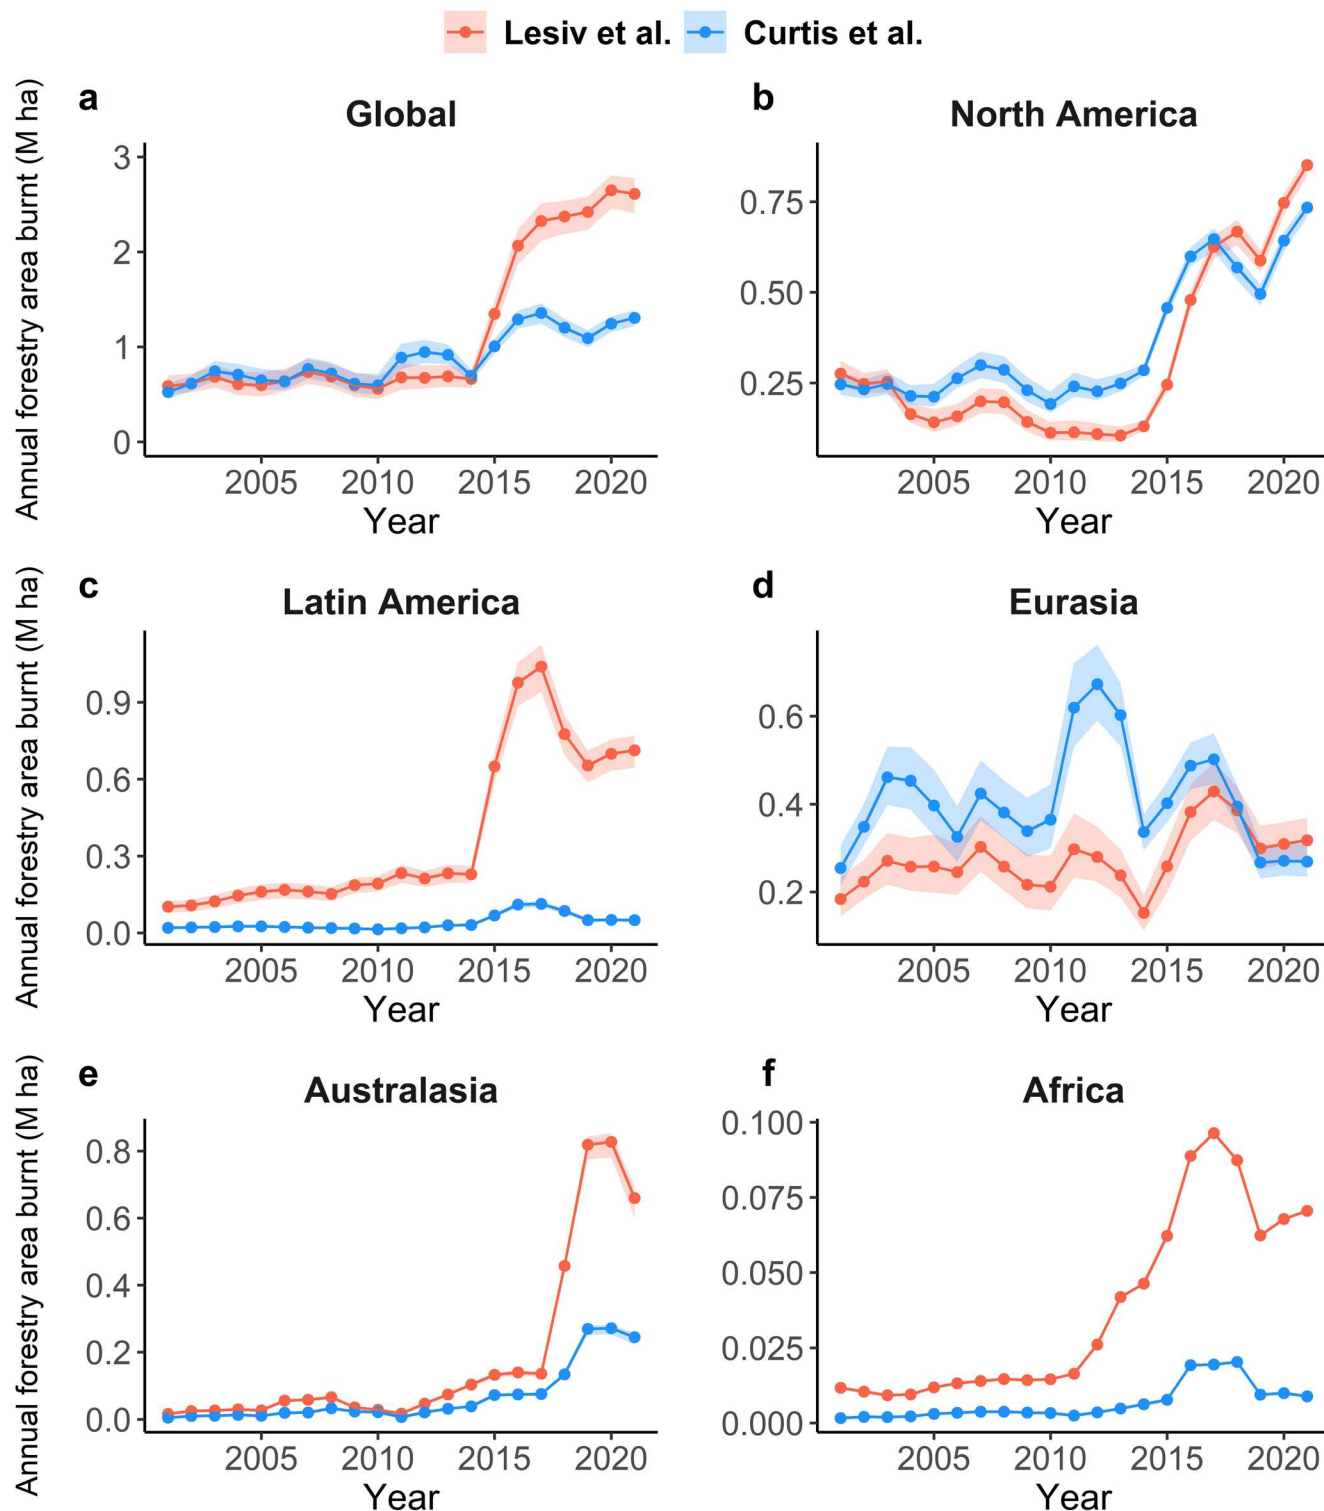 Lesiv et al. Curtis et al.
a
Global
Annual forestry area burnt (M ha)
3
2
1
0
2005 2010 2015 2020
Year
b
North America
0.75
0.50
0.25
2005 2010 2015 2020
Year
c
Latin America
Annual forestry area burnt (M ha)
0.9
0.6
0.3
0.0
2005 2010 2015 2020
Year
d
Eurasia
0.6
0.4
0.2
2005 2010 2015 2020
Year
e
Australasia
Annual forestry area burnt (M ha)
0.8
0.6
0.4
0.2
0.0
2005 2010 2015 2020
Year
f
Africa
0.100
0.075
0.050
0.025
0.000
2005 2010 2015 2020
Year